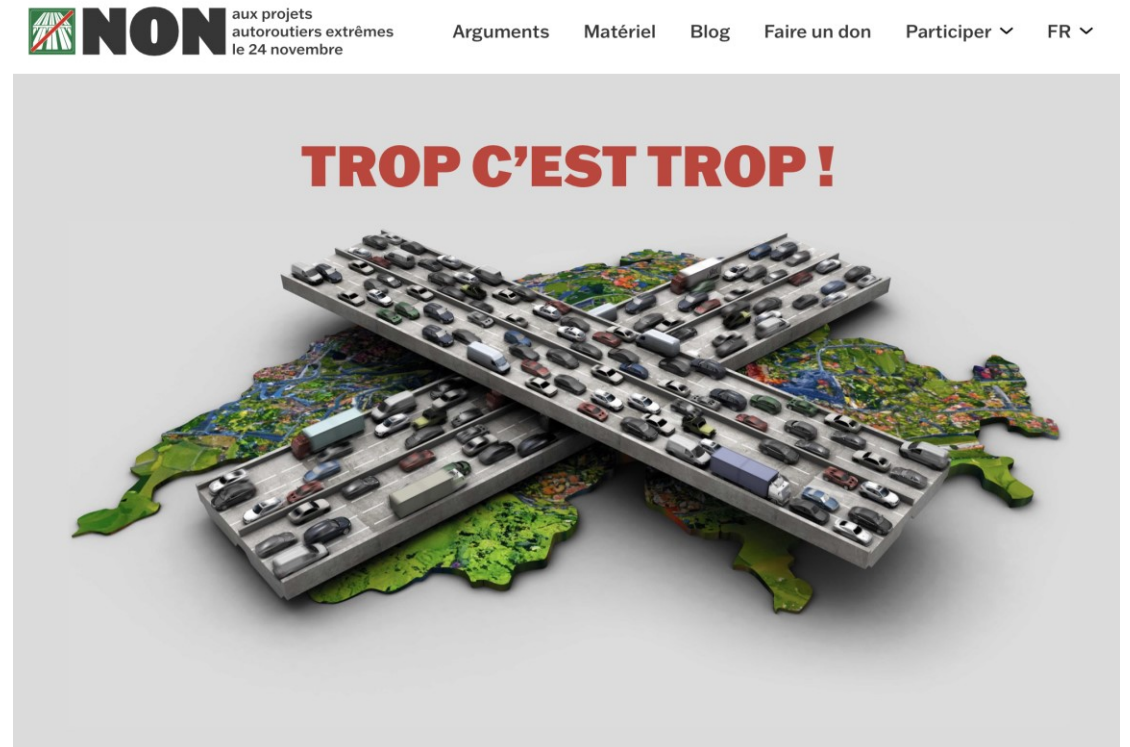 NON
aux projets
autoroutiers extrêmes
le 24 novembre
Arguments
Matériel
Blog
Faire un don
Participer
FR
TROP C’EST TROP !